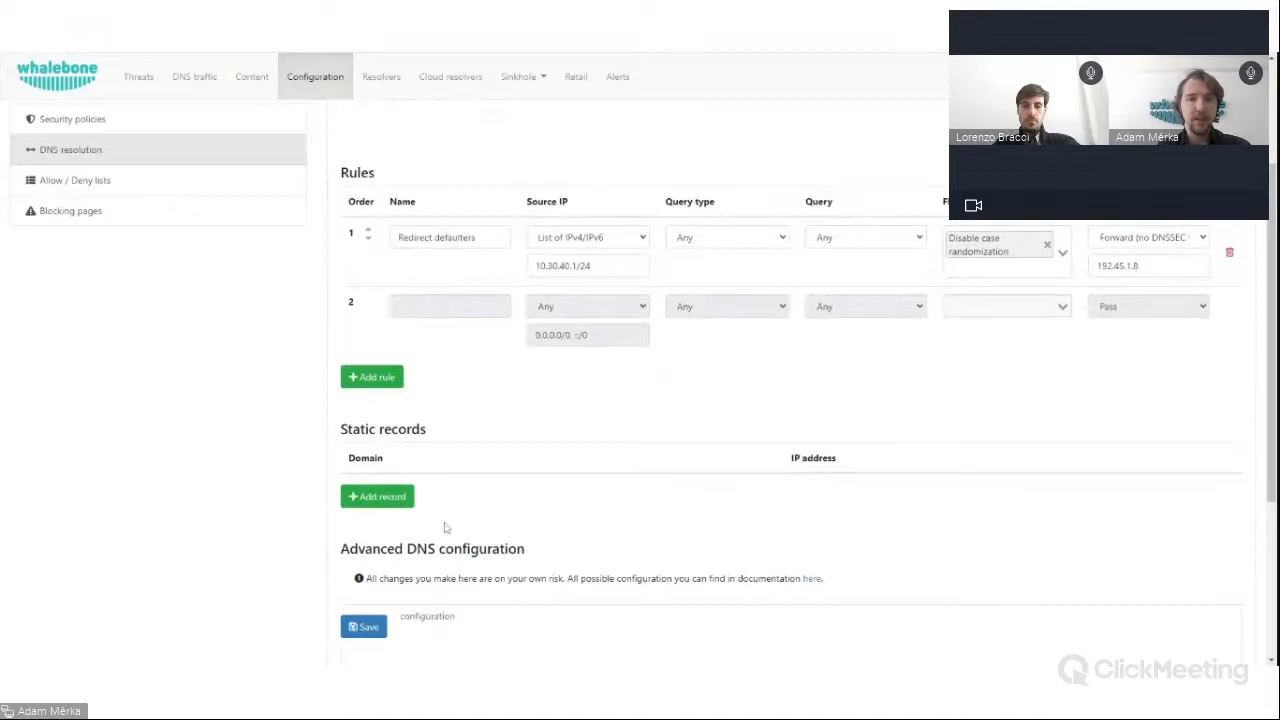 whalebone
Threats
DNS traffic
Content
Configuration
Resolvers
Cloud resolvers
Sinkhole
Retail
Alerts
Lorenzo Bracci
Adam Měrka
Security policies
DNS resolution
Allow / Deny lists
Blocking pages
Rules
Order Name Source IP Query type Query
1 Redirect defaulters List of IPv4/IPv6 Any Any Disable case randomization Forward (no DNSSEC
10.30.40.1/24 192.45.1.8
2 Any Any Any Pass
0.0.0.0/0, ::/0
+ Add rule
Static records
Domain IP address
+ Add record
Advanced DNS configuration
All changes you make here are on your own risk. All possible configuration you can find in documentation here.
configuration
Save
ClickMeeting
Adam Měrka